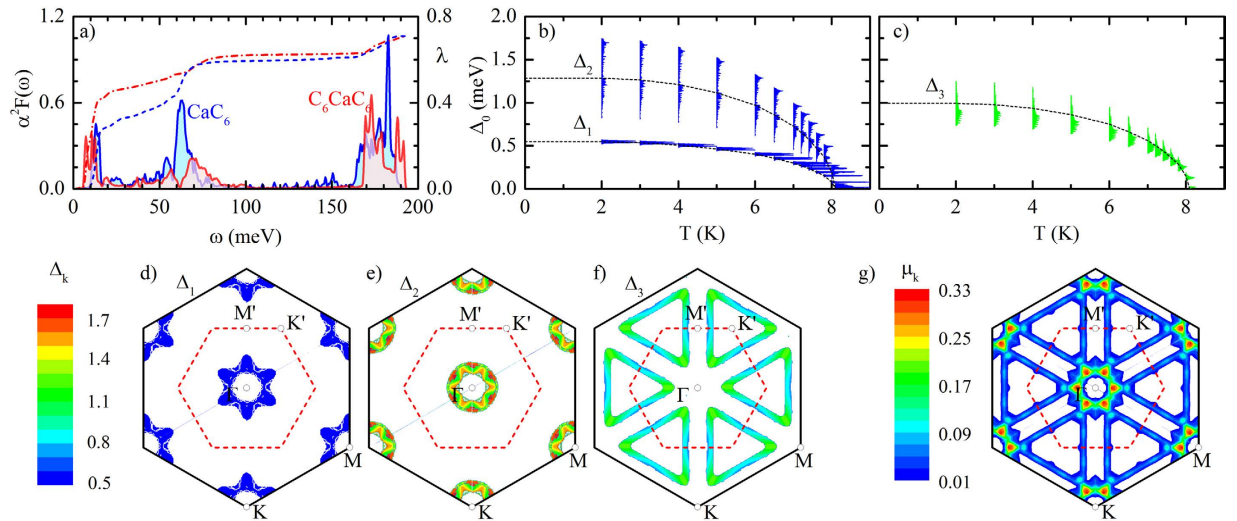 a)
α²F(ω)
1.2
0.6
0.0
0
50
100
150
200
ω (meV)
0.8
0.4
0.0
λ
CaC₆
C₆CaC₆
b)
Δ₀ (meV)
2.0
1.5
1.0
0.5
0.0
0
2
4
6
8
T (K)
Δ₂
Δ₁
c)
0
2
4
6
8
T (K)
Δ₃
Δₖ
1.7
1.4
1.1
0.8
0.5
d)
Δ₁
M'
K'
Γ
K
M
e)
Δ₂
Γ
f)
Δ₃
M'
K'
Γ
M
g)
μₖ
0.33
0.25
0.17
0.09
0.01
M'
K'
Γ
K
M